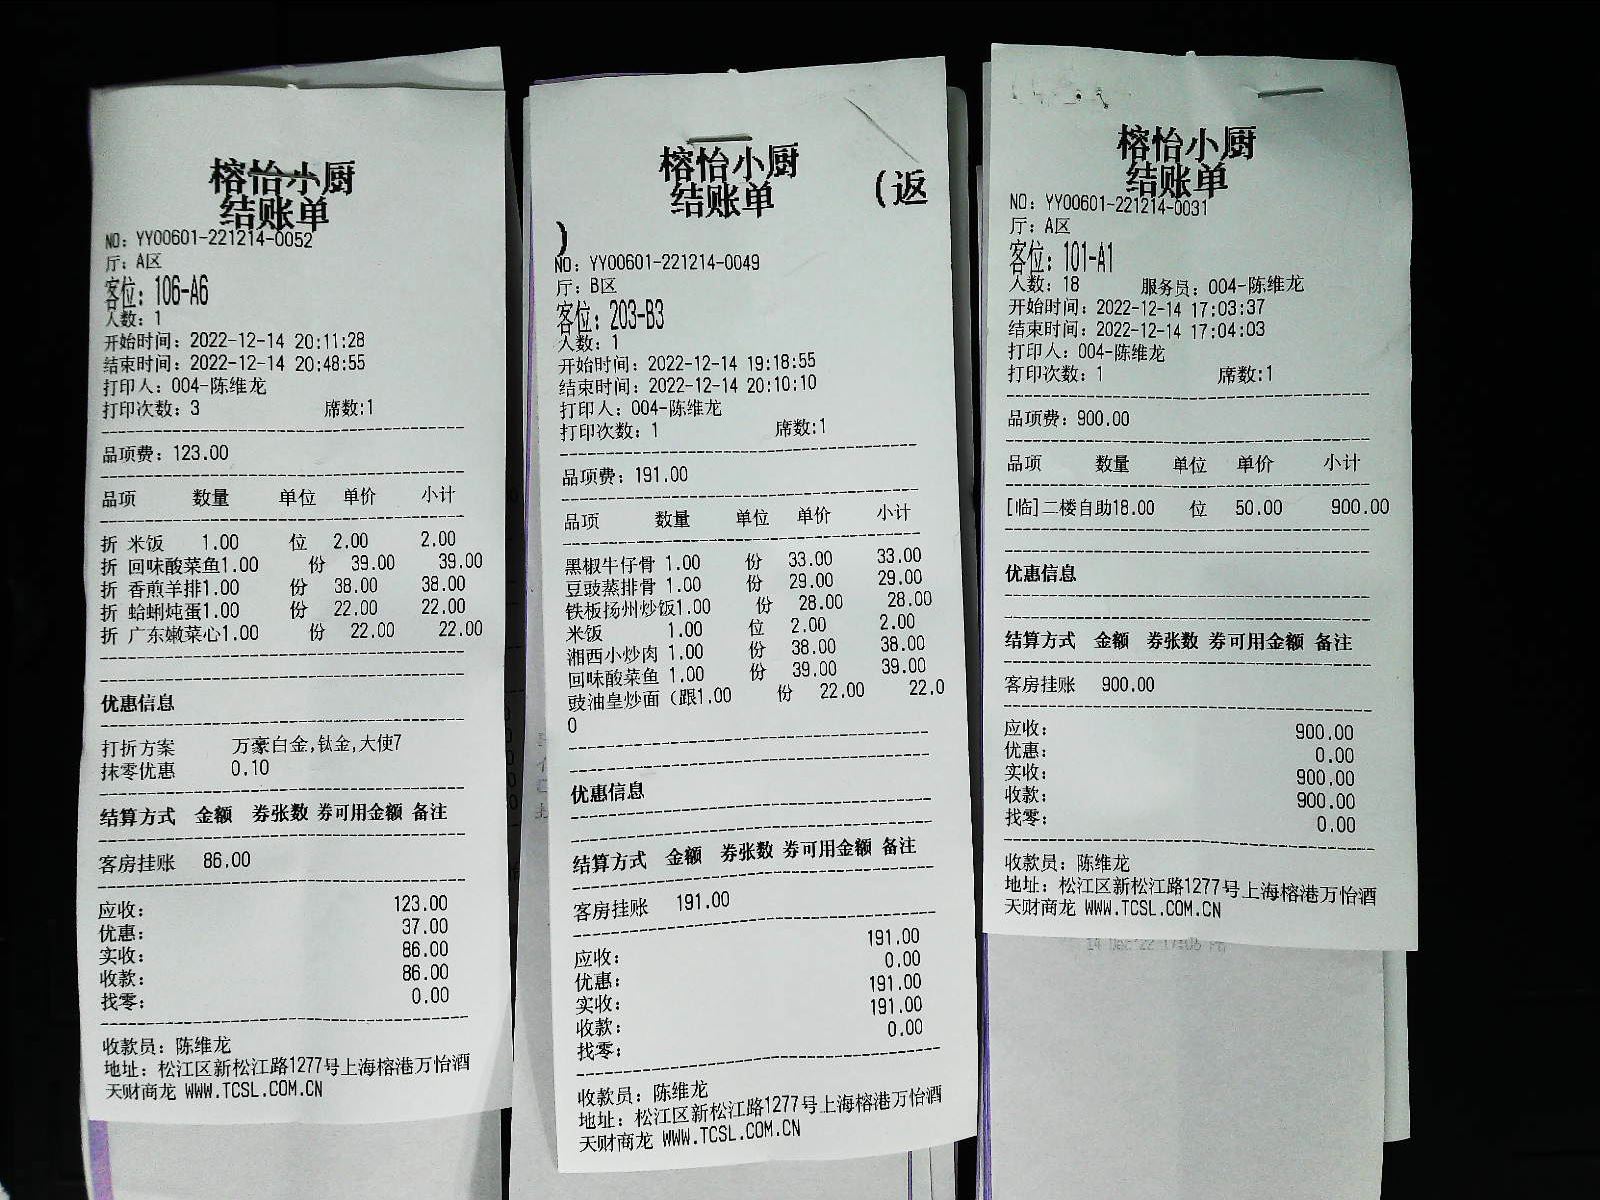 榕怡小厨
结账单
NO: YY00601-221214-0052
厅: A区
客位: 106-A6
人数: 1
开始时间: 2022-12-14 20:11:28
结束时间: 2022-12-14 20:48:55
打印人: 004-陈维龙
打印次数: 3 席数:1
品项费: 123.00
品项 数量 单位 单价 小计
折 米饭 1.00 位 2.00 2.00
折 回味酸菜鱼1.00 份 39.00 39.00
折 香煎羊排1.00 份 38.00 38.00
折 蛤蜊炖蛋1.00 份 22.00 22.00
折 广东嫩菜心1.00 份 22.00 22.00
优惠信息
打折方案 万豪白金,钛金,大使7
抹零优惠 0.10
结算方式 金额 券张数 券可用金额 备注
客房挂账 86.00
应收: 123.00
优惠: 37.00
实收: 86.00
收款: 86.00
找零: 0.00
收款员: 陈维龙
地址: 松江区新松江路1277号上海榕港万怡酒
天财商龙 WWW.TCSL.COM.CN
榕怡小厨
结账单 (返
)
NO: YY00601-221214-0049
厅: B区
客位: 203-B3
人数: 1
开始时间: 2022-12-14 19:18:55
结束时间: 2022-12-14 20:10:10
打印人: 004-陈维龙
打印次数: 1 席数:1
品项费: 191.00
品项 数量 单位 单价 小计
黑椒牛仔骨 1.00 份 33.00 33.00
豆豉蒸排骨 1.00 份 29.00 29.00
铁板扬州炒饭1.00 份 28.00 28.00
米饭 1.00 位 2.00 2.00
湘西小炒肉 1.00 份 38.00 38.00
回味酸菜鱼 1.00 份 39.00 39.00
豉油皇炒面 (跟1.00 份 22.00 22.0
0
优惠信息
结算方式 金额 券张数 券可用金额 备注
客房挂账 191.00
应收: 191.00
优惠: 0.00
实收: 191.00
收款: 191.00
找零: 0.00
收款员: 陈维龙
地址: 松江区新松江路1277号上海榕港万怡酒
天财商龙 WWW.TCSL.COM.CN
榕怡小厨
结账单
NO: YY00601-221214-0031
厅: A区
客位: 101-A1
人数: 18 服务员: 004-陈维龙
开始时间: 2022-12-14 17:03:37
结束时间: 2022-12-14 17:04:03
打印人: 004-陈维龙
打印次数: 1 席数:1
品项费: 900.00
品项 数量 单位 单价 小计
[临]二楼自助18.00 位 50.00 900.00
优惠信息
结算方式 金额 券张数 券可用金额 备注
客房挂账 900.00
应收: 900.00
优惠: 0.00
实收: 900.00
收款: 900.00
找零: 0.00
收款员: 陈维龙
地址: 松江区新松江路1277号上海榕港万怡酒
天财商龙 WWW.TCSL.COM.CN